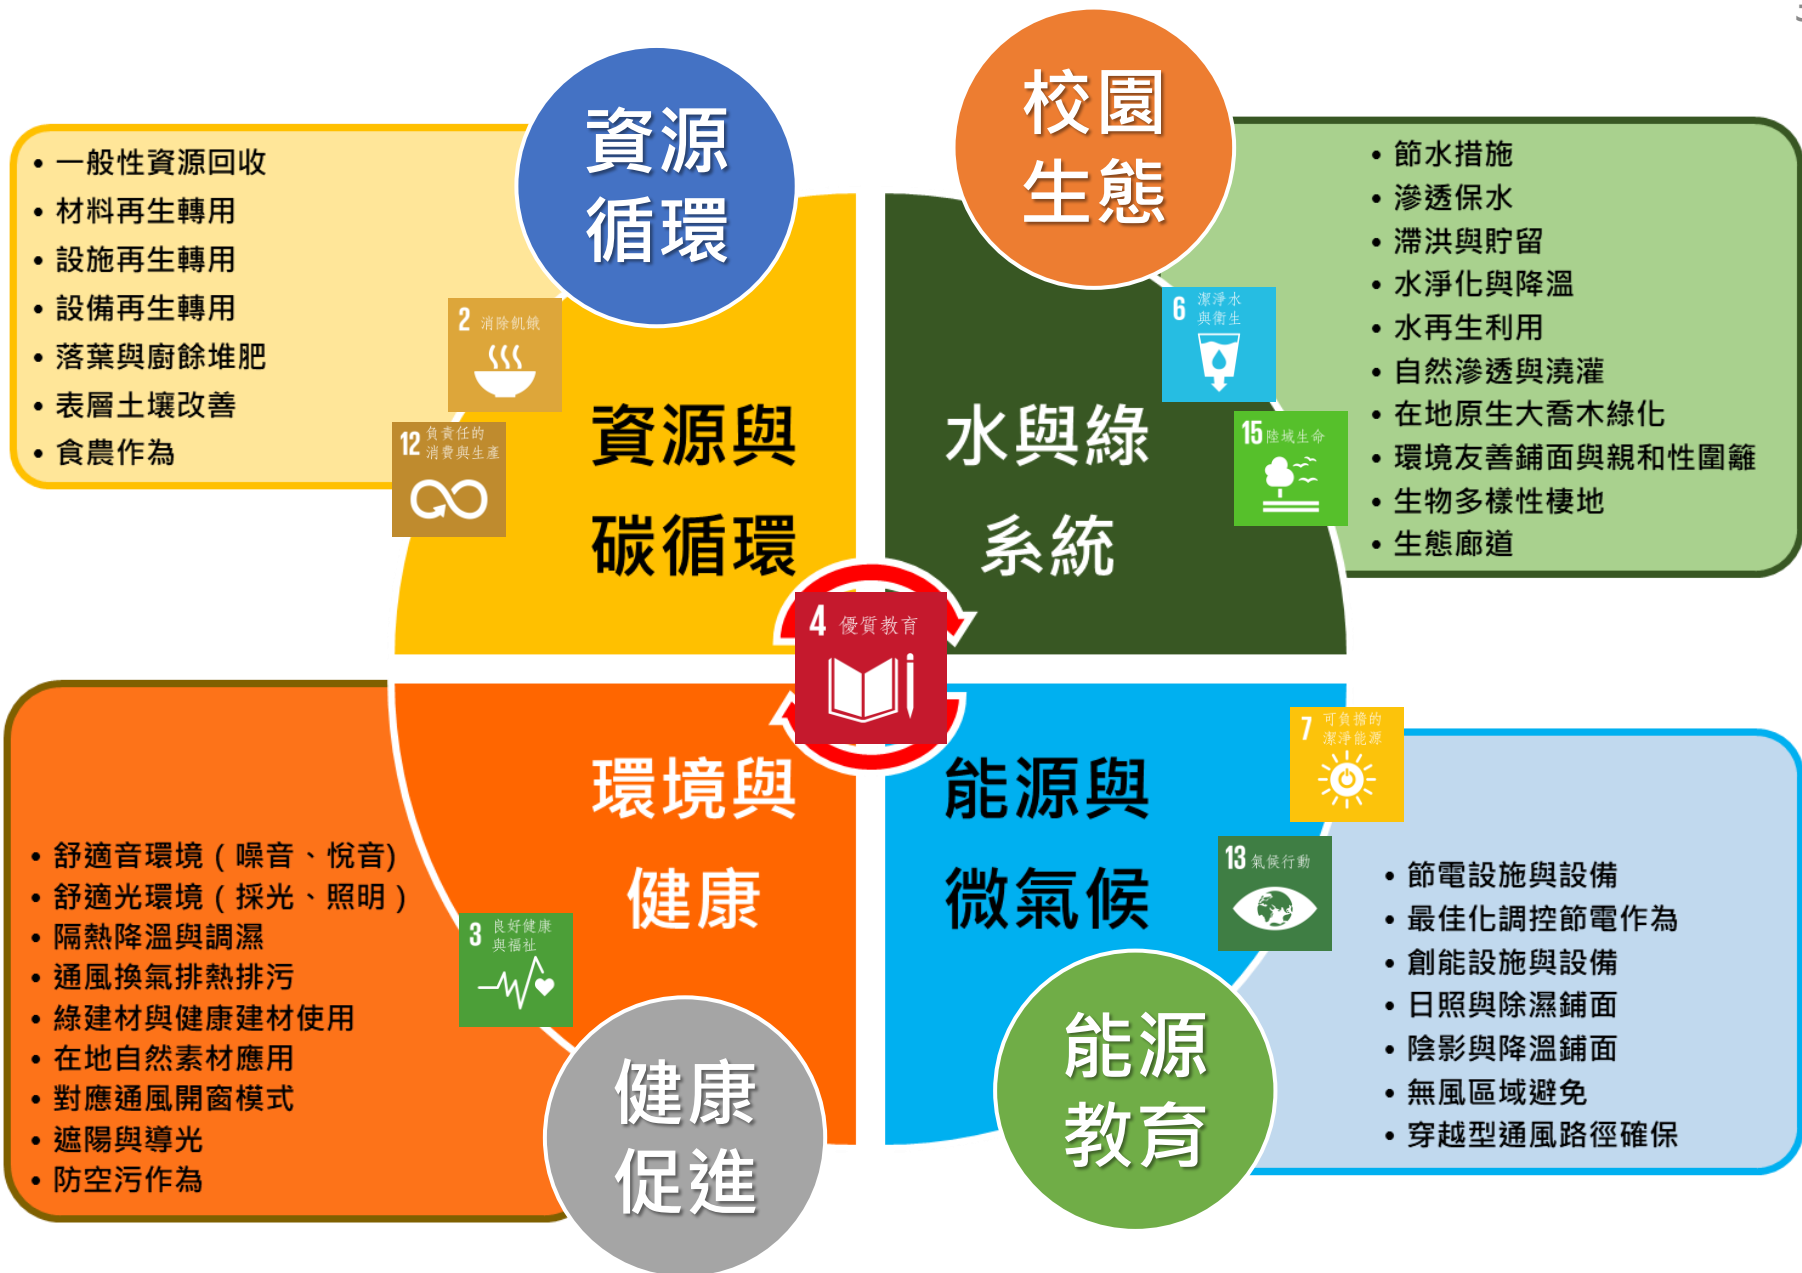 資源
循環
• 一般性資源回收
• 材料再生轉用
• 設施再生轉用
• 設備再生轉用
• 落葉與廚餘堆肥
• 表層土壤改善
• 食農作為
2 消除飢餓
12 負責任的
消費與生產
資源與
碳循環
校園
生態
• 節水措施
• 滲透保水
• 滯洪與貯留
• 水淨化與降溫
• 水再生利用
• 自然滲透與澆灌
• 在地原生大喬木綠化
• 環境友善鋪面與親和性圍籬
• 生物多樣性棲地
• 生態廊道
6 潔淨水
與衛生
15 陸域生命
水與綠
系統
4 優質教育
環境與
健康
• 舒適音環境（噪音、悅音)
• 舒適光環境（採光、照明）
• 隔熱降溫與調濕
• 通風換氣排熱排污
• 綠建材與健康建材使用
• 在地自然素材應用
• 對應通風開窗模式
• 遮陽與導光
• 防空污作為
3 良好健康
與福祉
健康
促進
能源與
微氣候
7 可負擔的
潔淨能源
13 氣候行動
• 節電設施與設備
• 最佳化調控節電作為
• 創能設施與設備
• 日照與除濕鋪面
• 陰影與降溫鋪面
• 無風區域避免
• 穿越型通風路徑確保
能源
教育